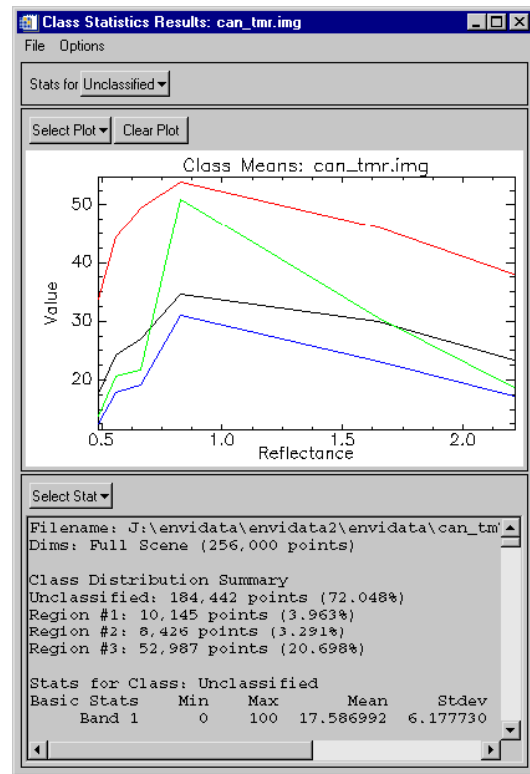 Class Statistics Results: can_tmr.img
File Options
Stats for Unclassified
Select Plot Clear Plot
Class Means: can_tmr.img
50
40
30
20
Value
0.5 1.0 1.5 2.0
Reflectance
Select Stat
Filename: J:\envidata\envidata2\envidata\can_tm
Dims: Full Scene (256,000 points)
Class Distribution Summary
Unclassified: 184,442 points (72.048%)
Region #1: 10,145 points (3.963%)
Region #2: 8,426 points (3.291%)
Region #3: 52,987 points (20.698%)
Stats for Class: Unclassified
Basic Stats Min Max Mean Stdev
Band 1 0 100 17.586992 6.177730